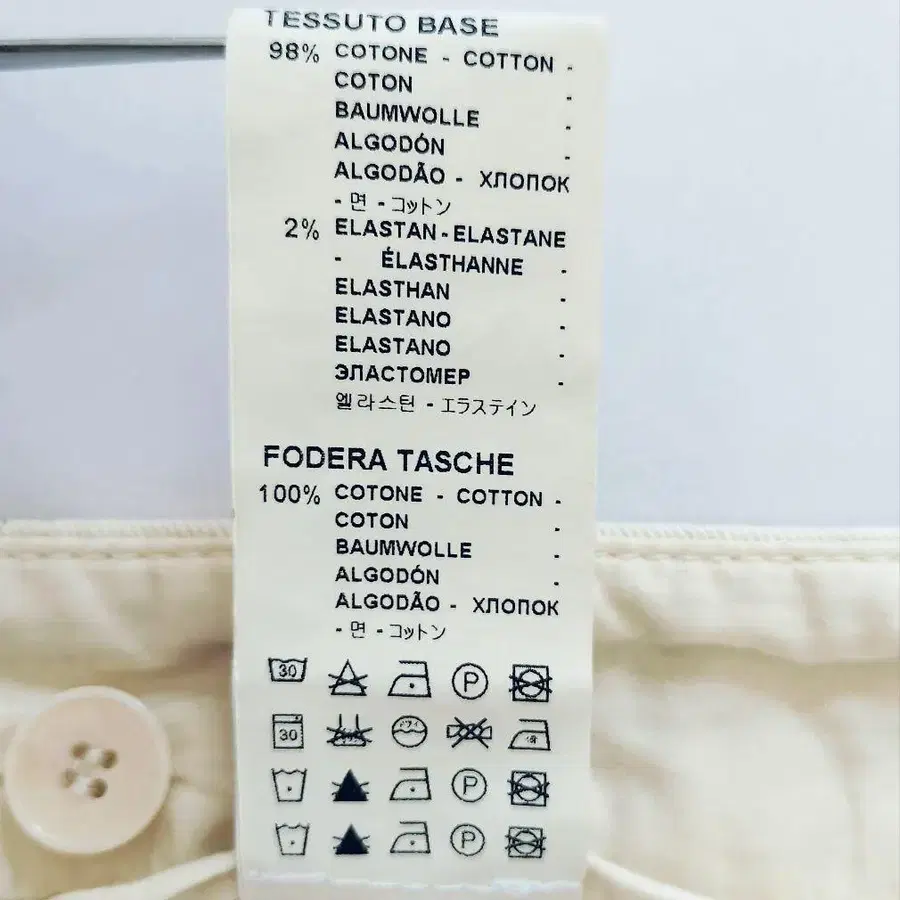 TESSUTO BASE
98% COTONE - COTTON -
COTON -
BAUMWOLLE -
ALGODÓN -
ALGODÃO - ХЛОПОК
- 면 - コットン
2% ELASTAN - ELASTANE
- ÉLASTHANNE -
ELASTHAN -
ELASTANO -
ELASTANO -
ЭЛАСТОМЕР -
엘라스틴 - エラステイン
FODERA TASCHE
100% COTONE - COTTON -
COTON -
BAUMWOLLE -
ALGODÓN -
ALGODÃO - ХЛОПОК
- 면 - コットン
30 P
30
P
P